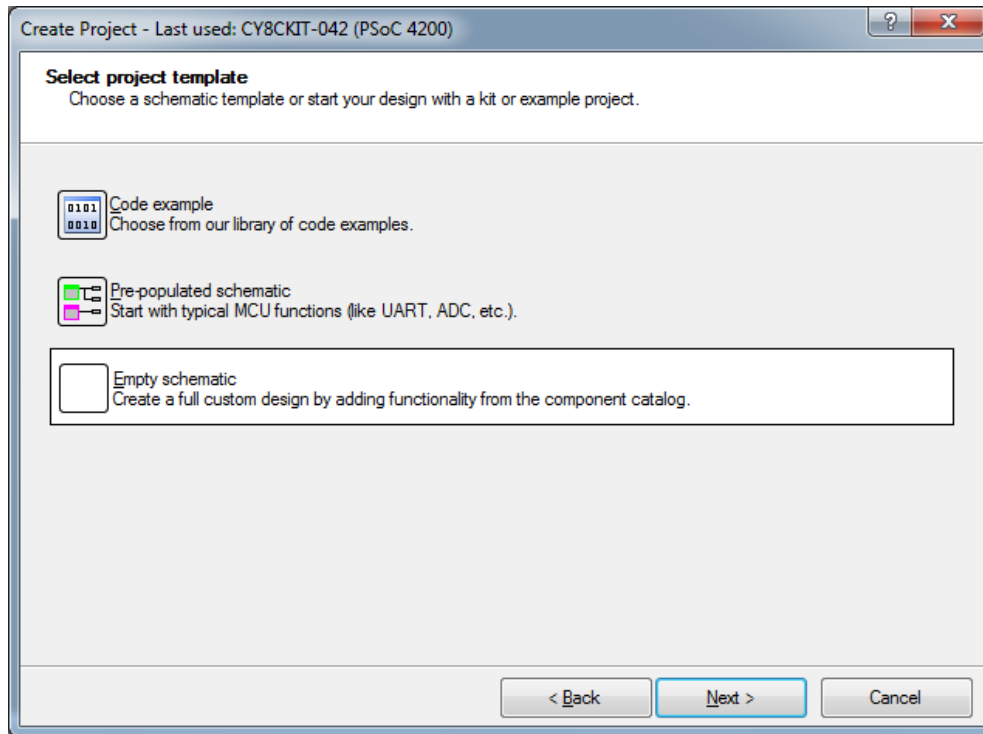 Create Project - Last used: CY8CKIT-042 (PSoC 4200)
?
Select project template
Choose a schematic template or start your design with a kit or example project.
0101
0010
Code example
Choose from our library of code examples.
Pre-populated schematic
Start with typical MCU functions (like UART, ADC, etc.).
Empty schematic
Create a full custom design by adding functionality from the component catalog.
< Back
Next >
Cancel